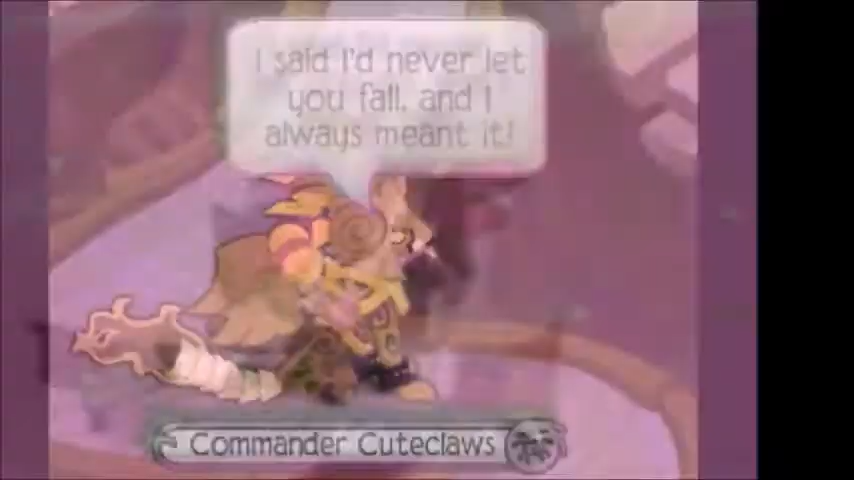 I said I'd never let
you fall, and I
always meant it!
Commander Cuteclaws